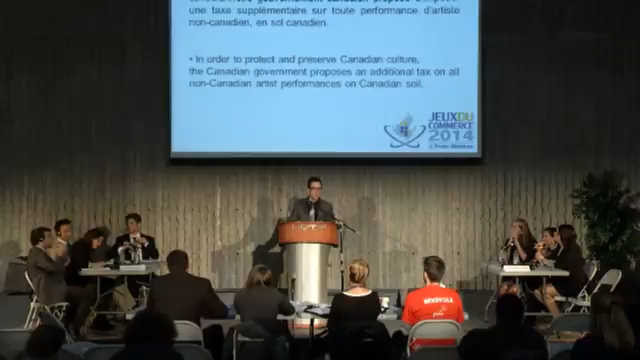 une taxe supplémentaire sur toute performance d'artiste
non-canadien, en sol canadien.
• In order to protect and preserve Canadian culture,
the Canadian government proposes an additional tax on all
non-Canadian artist performances on Canadian soil.
JEUXDU
COMMERCE
2014
BÉNÉVOLE